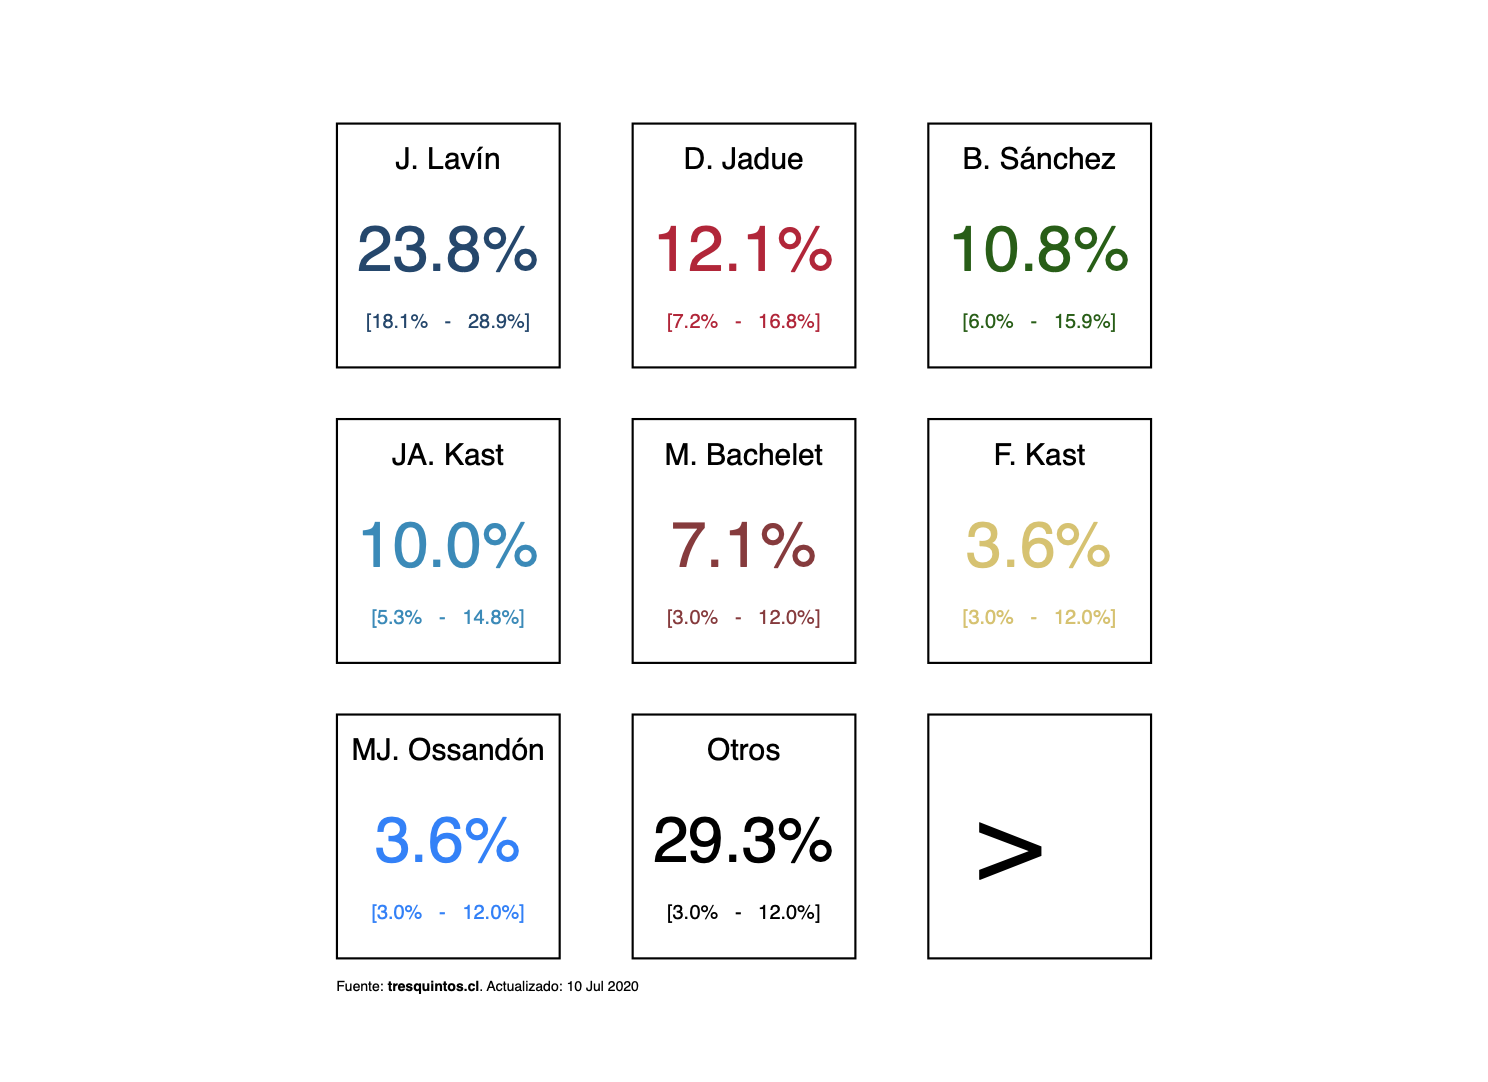 J. Lavín
23.8%
[18.1% - 28.9%]
D. Jadue
12.1%
[7.2% - 16.8%]
B. Sánchez
10.8%
[6.0% - 15.9%]
JA. Kast
10.0%
[5.3% - 14.8%]
M. Bachelet
7.1%
[3.0% - 12.0%]
F. Kast
3.6%
[3.0% - 12.0%]
MJ. Ossandón
3.6%
[3.0% - 12.0%]
Otros
29.3%
[3.0% - 12.0%]
>
Fuente: tresquintos.cl. Actualizado: 10 Jul 2020